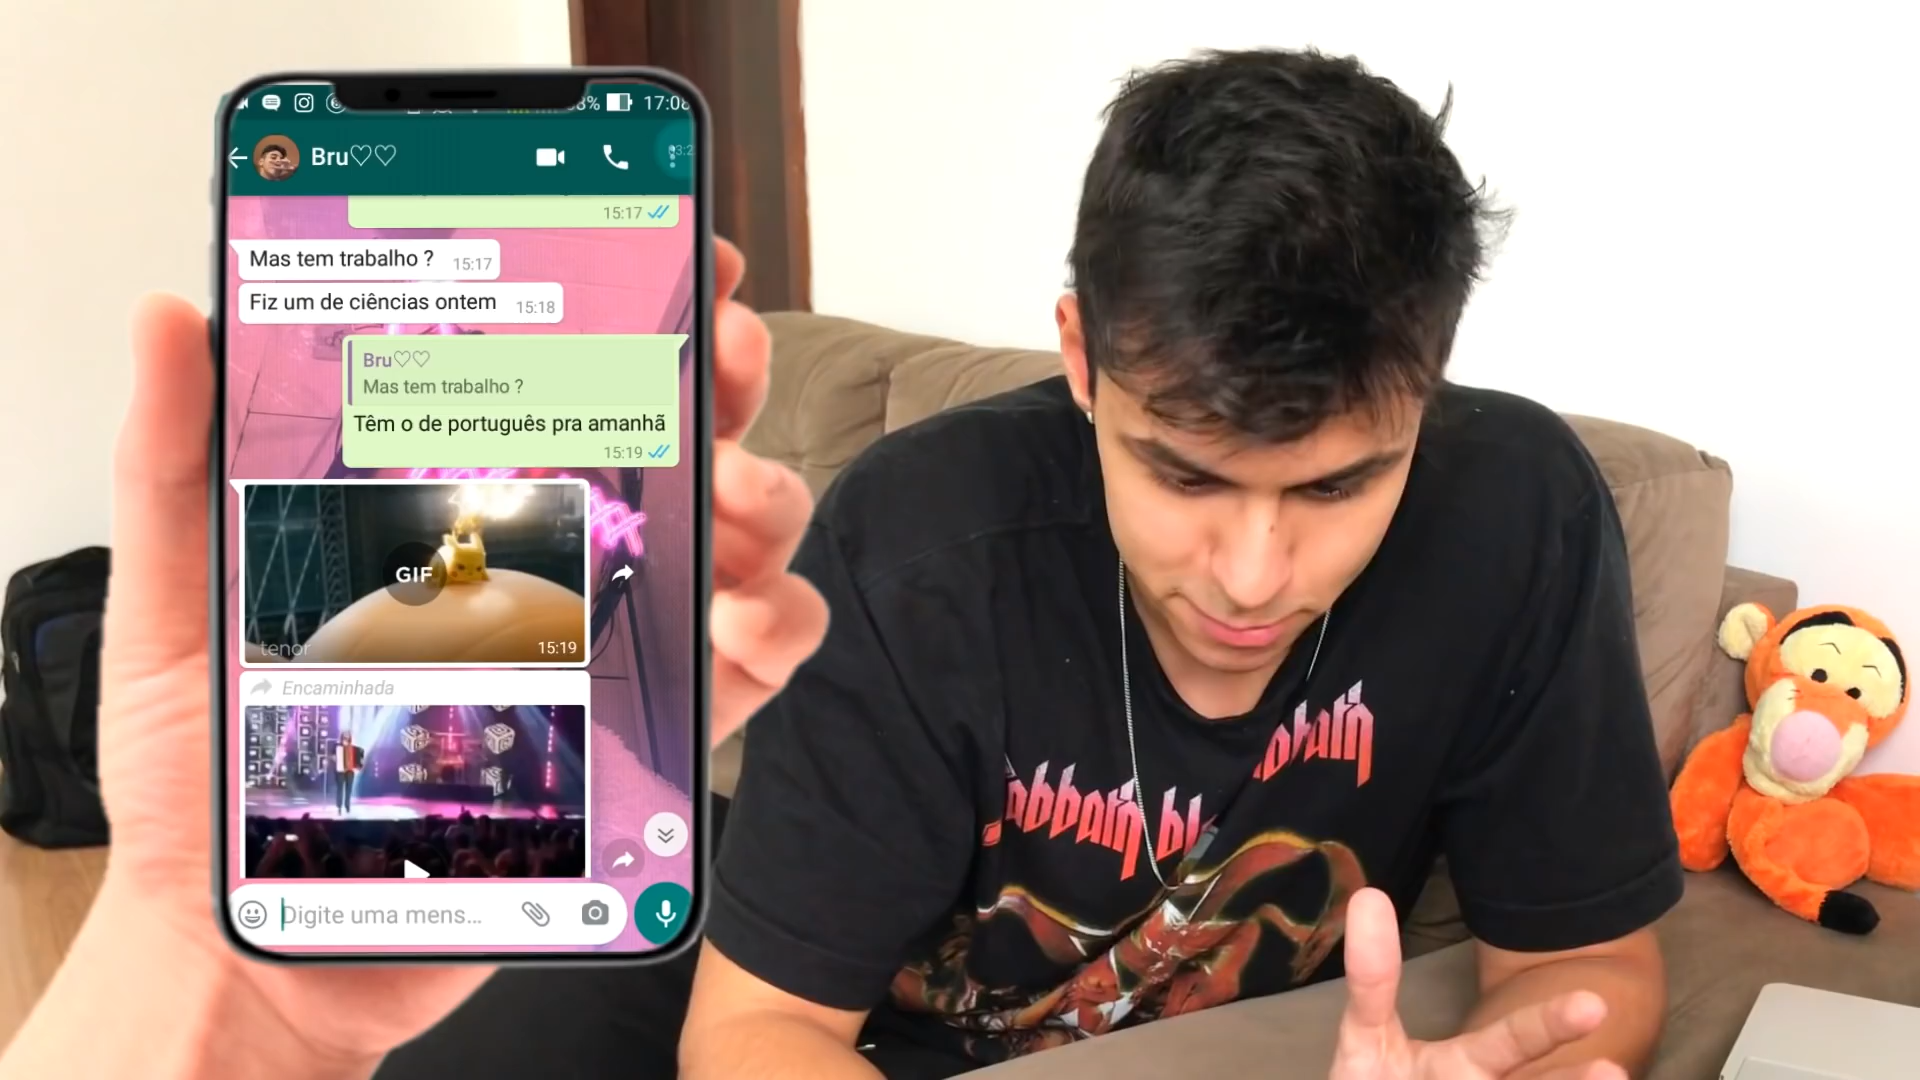 17:08
Bru♡♡
15:17
Mas tem trabalho ? 15:17
Fiz um de ciências ontem 15:18
Bru♡♡
Mas tem trabalho ?
Têm o de português pra amanhã
15:19
GIF
tenor 15:19
Encaminhada
Digite uma mens...